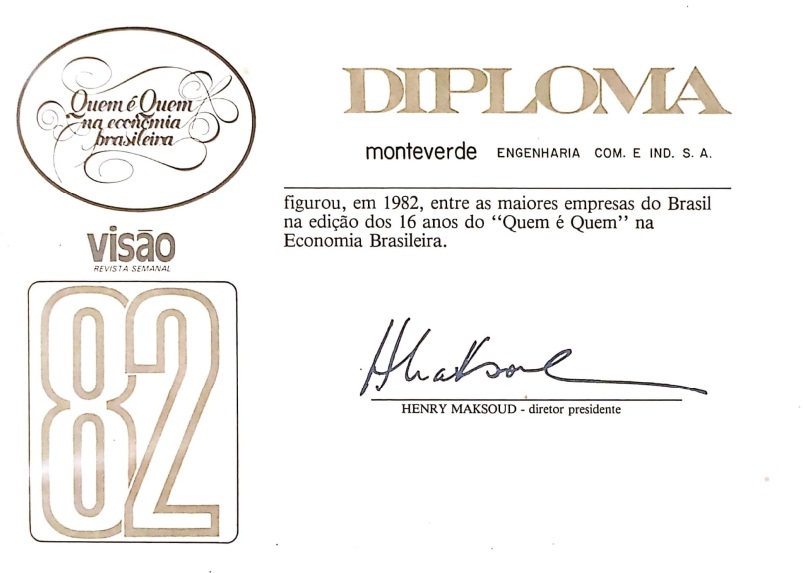 Quem é Quem
na economia
brasileira
visão
REVISTA SEMANAL
82
DIPLOMA
monteverde ENGENHARIA COM. E IND. S. A.
figurou, em 1982, entre as maiores empresas do Brasil
na edição dos 16 anos do “Quem é Quem” na
Economia Brasileira.
HMaksoud
HENRY MAKSOUD - diretor presidente